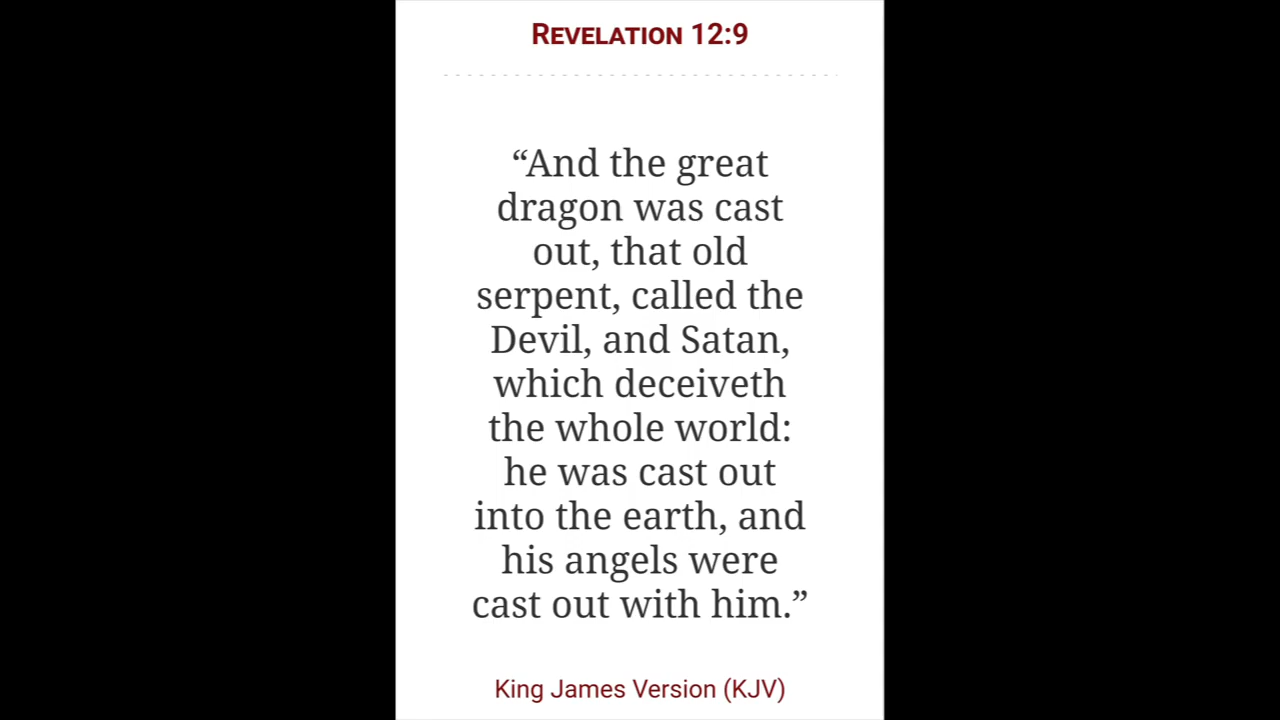 Revelation 12:9
“And the great
dragon was cast
out, that old
serpent, called the
Devil, and Satan,
which deceiveth
the whole world:
he was cast out
into the earth, and
his angels were
cast out with him.”
King James Version (KJV)